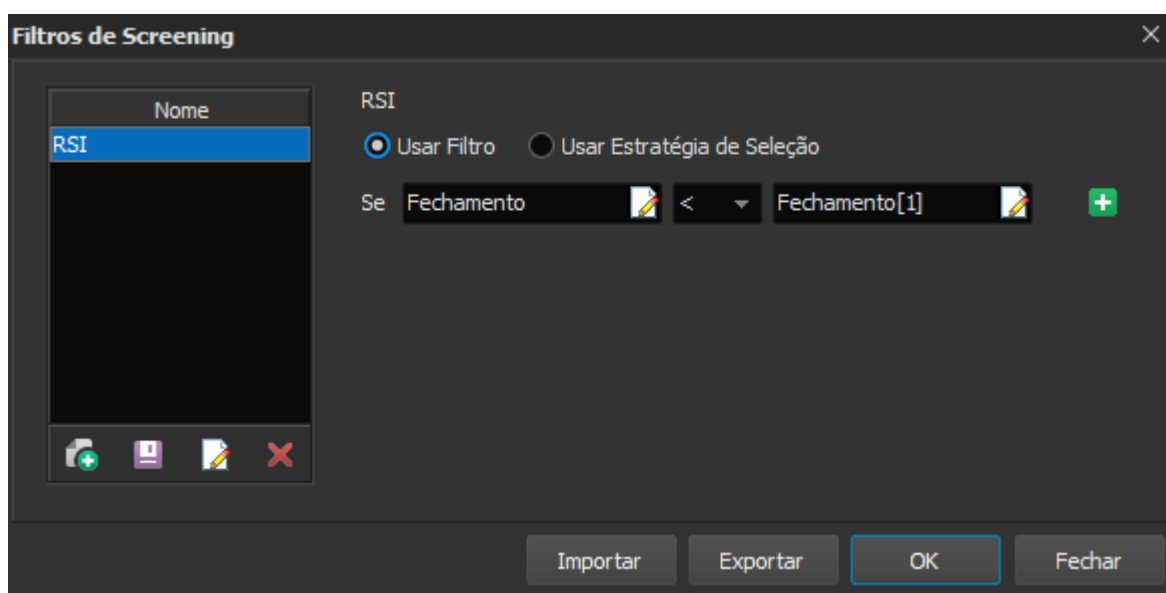 Filtros de Screening
Nome
RSI
RSI
Usar Filtro Usar Estratégia de Seleção
Se Fechamento < Fechamento[1]
Importar Exportar OK Fechar